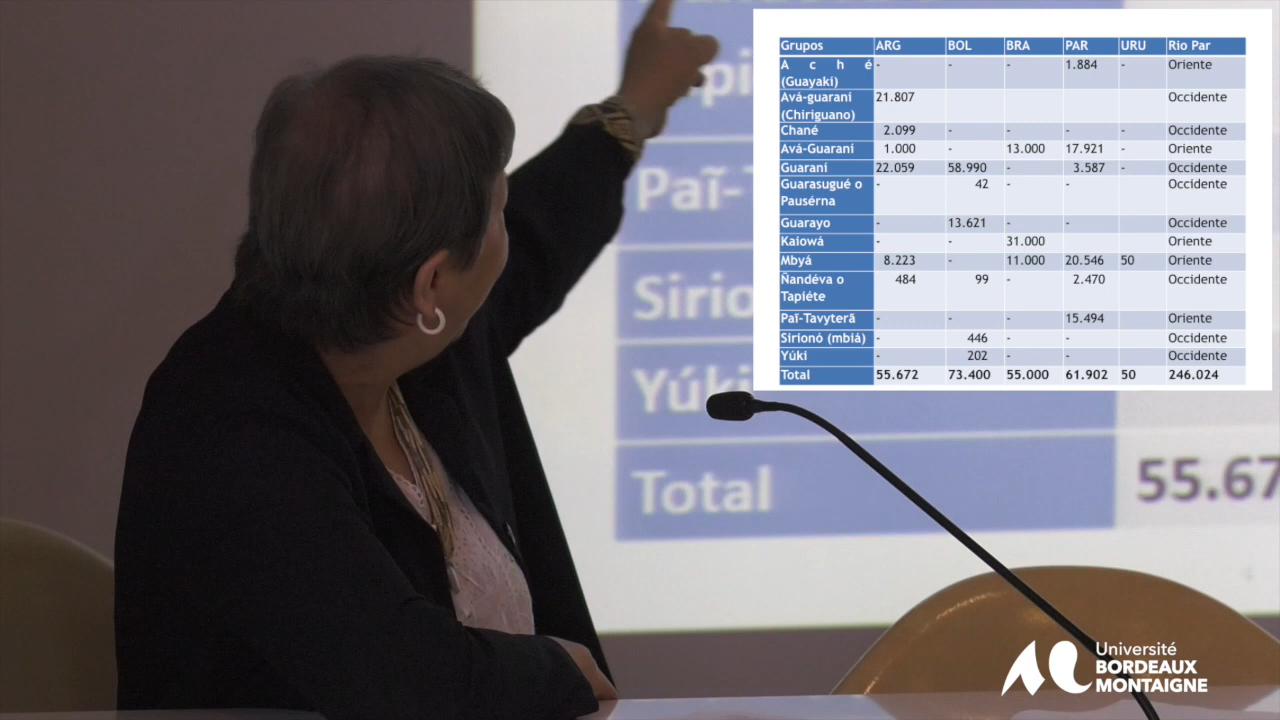 Grupos ARG BOL BRA PAR URU Rio Par
A c h é - - - 1.884 - Oriente
(Guayaki)
Avá-guaraní 21.807 Occidente
(Chiriguano)
Chané 2.099 - - - - Occidente
Avá-Guaraní 1.000 - 13.000 17.921 - Oriente
Guaraní 22.059 58.990 - 3.587 - Occidente
Guarasugué o - 42 - - Occidente
Pausérna
Guarayo - 13.621 - - Occidente
Kaiowá - - 31.000 Oriente
Mbyá 8.223 - 11.000 20.546 50 Oriente
Ñandéva o 484 99 - 2.470 Occidente
Tapiéte
Paĩ-Tavyterã - - - 15.494 Oriente
Sirionó (mbiá) - 446 - - Occidente
Yúki - 202 - - Occidente
Total 55.672 73.400 55.000 61.902 50 246.024
Paĩ-
Sirio
Yúki
Total 55.67
Université
BORDEAUX
MONTAIGNE